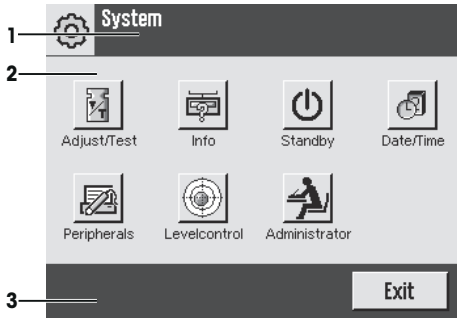 System
1
2
Adjust/Test Info Standby Date/Time
Peripherals Levelcontrol Administrator
3
Exit